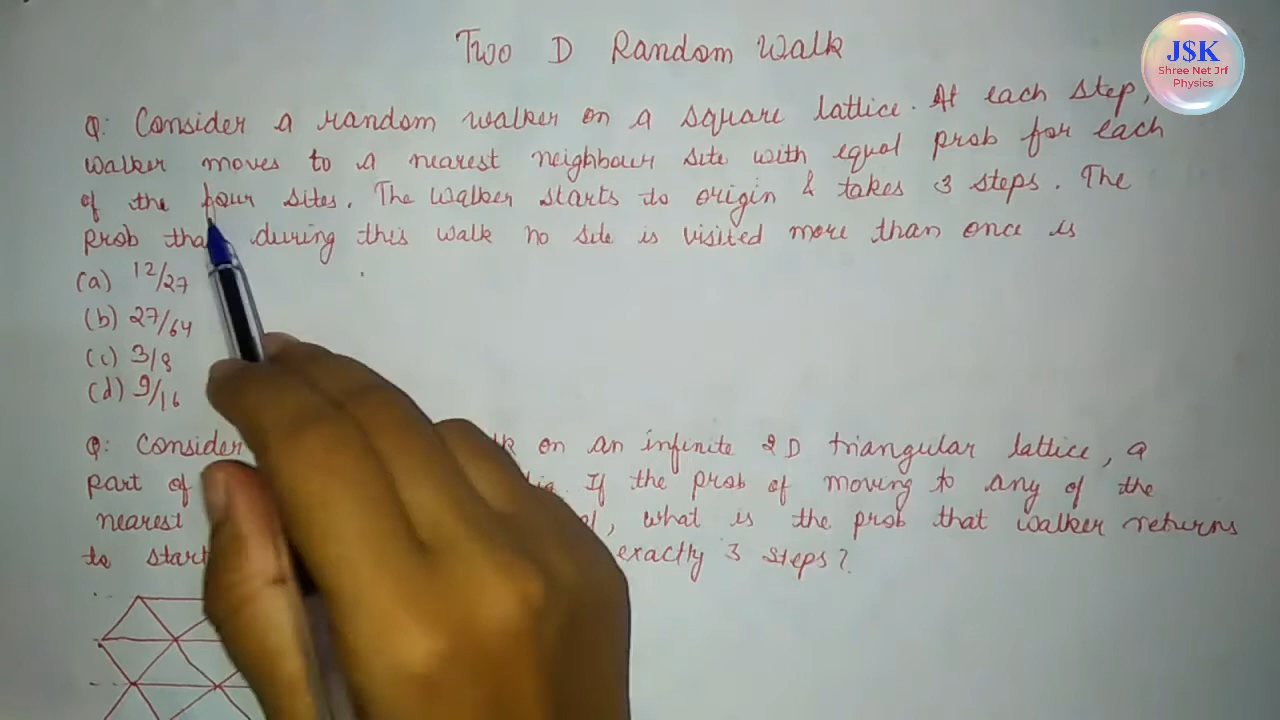 Two D Random Walk
J$K
Shree Net Jrf
Physics
Q: Consider a random walker on a square lattice. At each step,
walker moves to a nearest neighbour site with equal prob for each
of the four sites. The walker starts to origin & takes 3 steps. The
prob that during this walk no site is visited more than once is
(a) 12/27
(b) 27/64
(c) 3/8
(d) 9/16
Q: Consider on an infinite 2D triangular lattice, a
part of If the prob of moving to any of the
nearest , what is the prob that walker returns
to start exactly 3 steps?